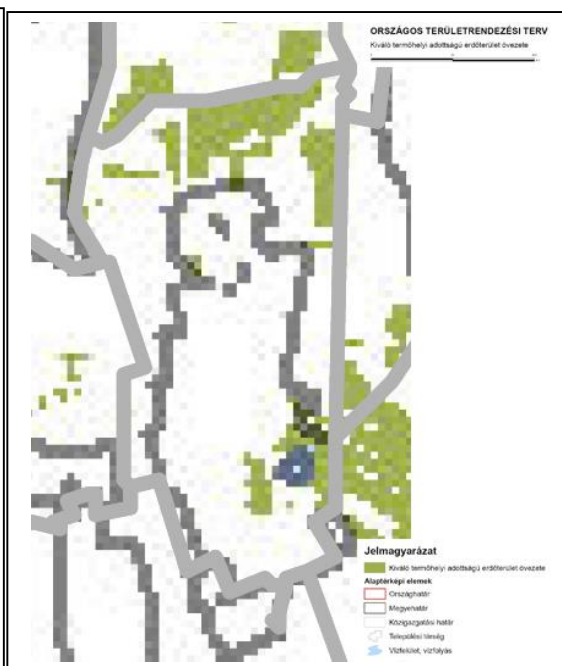 ORSZÁGOS TERÜLETRENDEZÉSI TERV
Kiváló termőhelyi adottságú erdőterület övezete
Jelmagyarázat
Kiváló termőhelyi adottságú erdőterület övezete
Alaptérképi elemek
Országhatár
Megyehatár
Közigazgatási határ
Települési térség
Vízfelület, vízfolyás